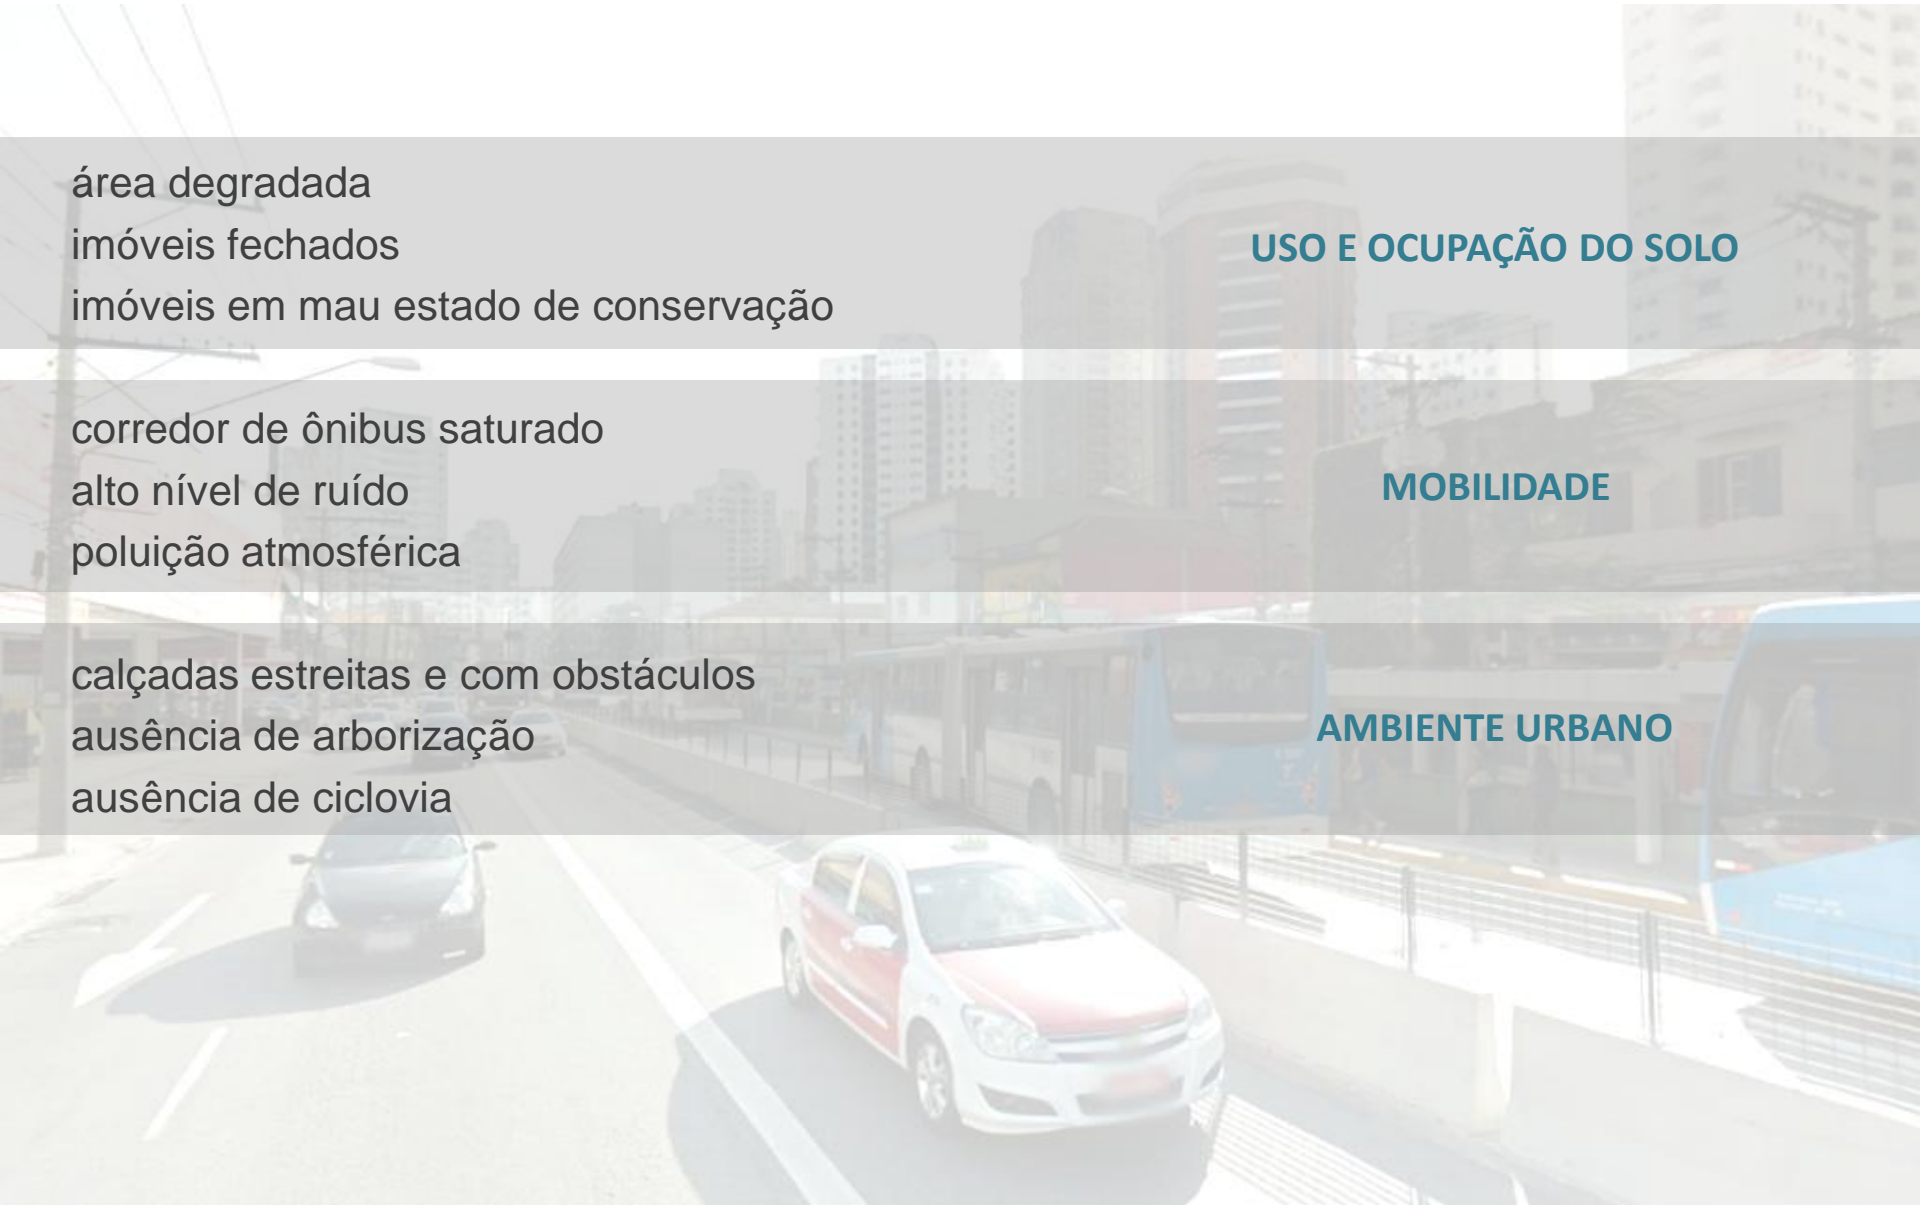 área degradada
imóveis fechados
imóveis em mau estado de conservação
USO E OCUPAÇÃO DO SOLO
corredor de ônibus saturado
alto nível de ruído
poluição atmosférica
MOBILIDADE
calçadas estreitas e com obstáculos
ausência de arborização
ausência de ciclovia
AMBIENTE URBANO